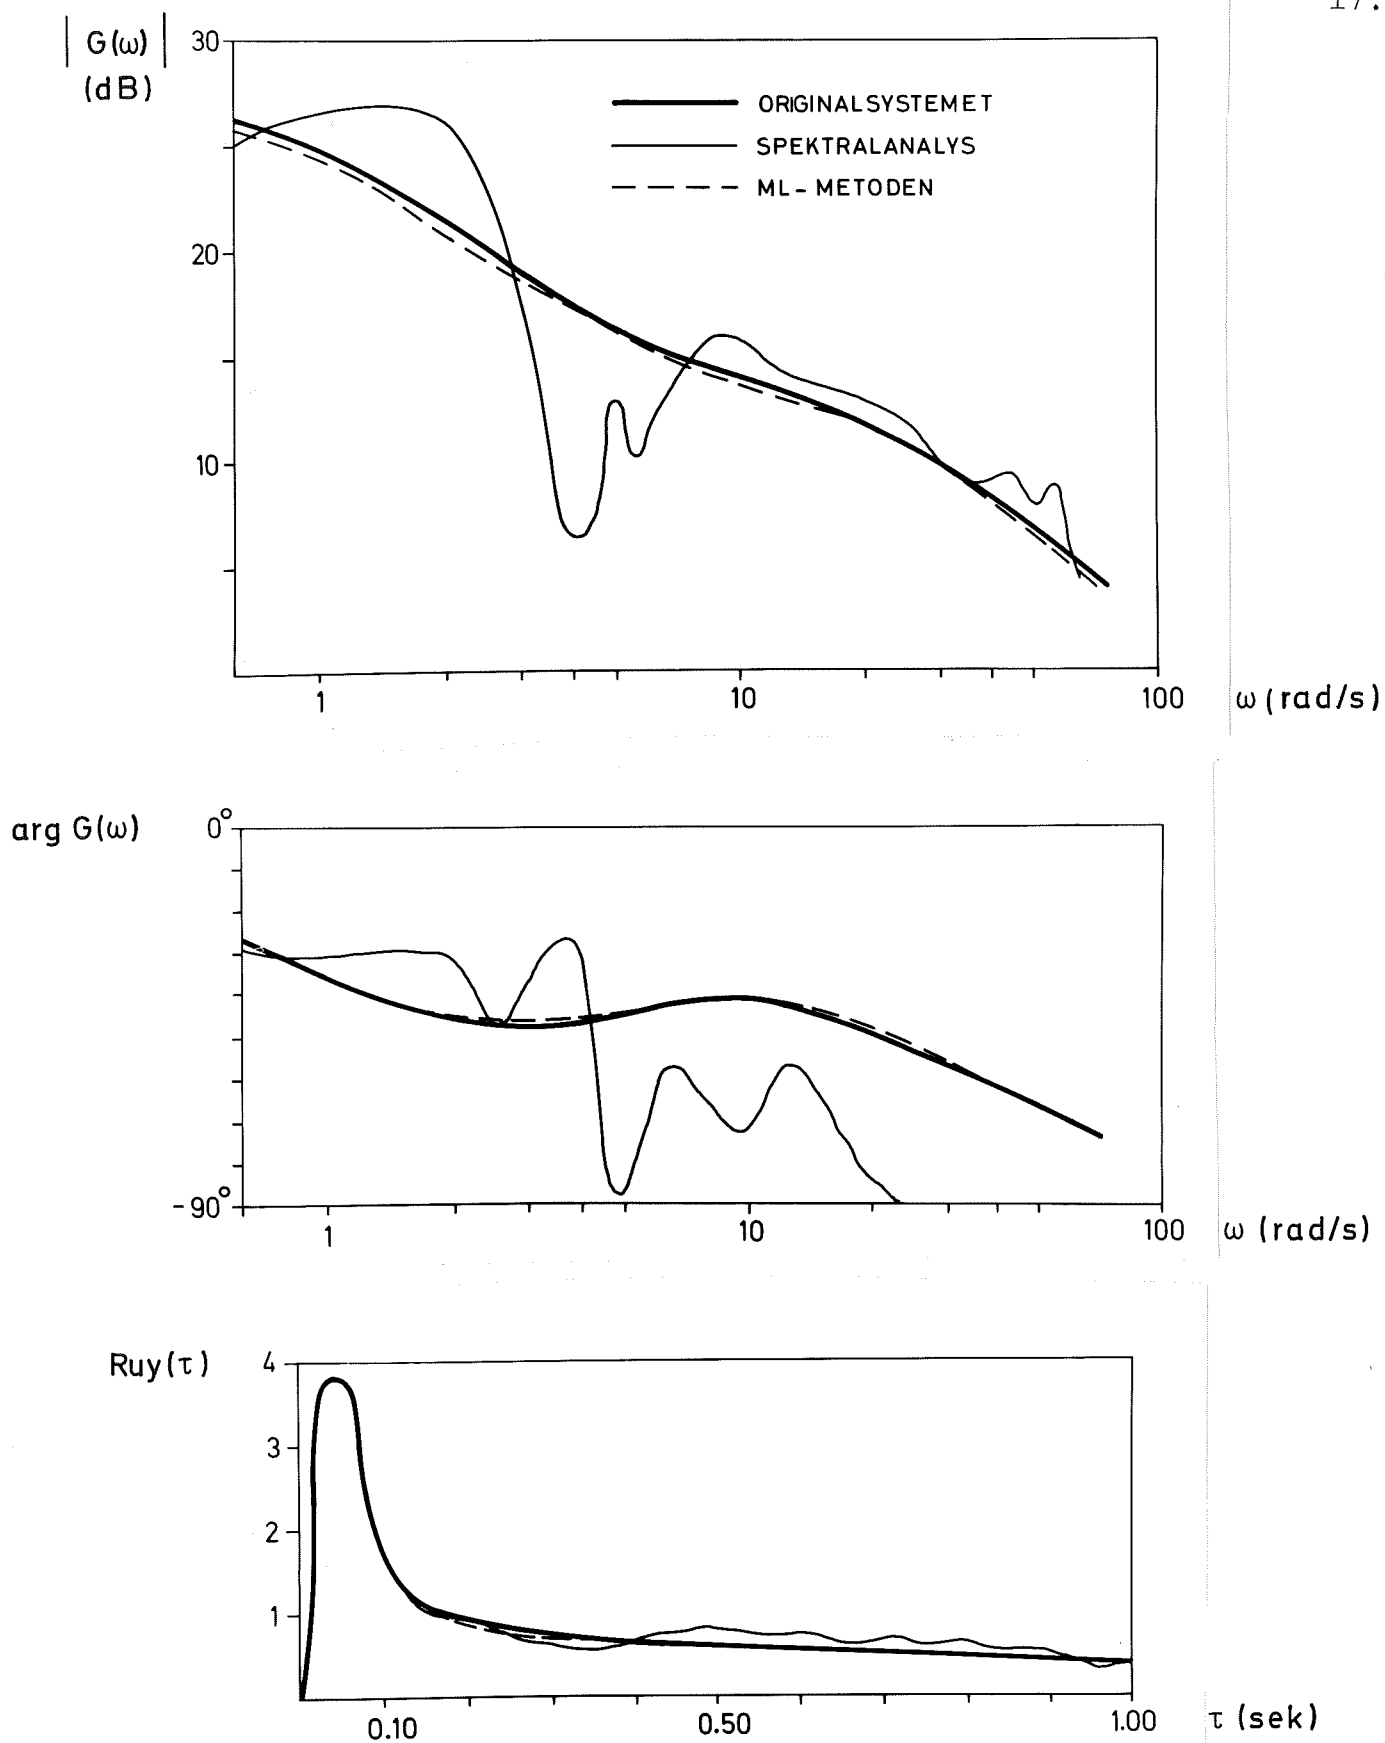 17.
| G(ω) |
(dB)
30
20
10
ORIGINALSYSTEMET
SPEKTRALANALYS
ML-METODEN
1
10
100
ω (rad/s)
arg G(ω)
0°
-90°
1
10
100
ω (rad/s)
Ruy(τ)
4
3
2
1
0.10
0.50
1.00
τ (sek)